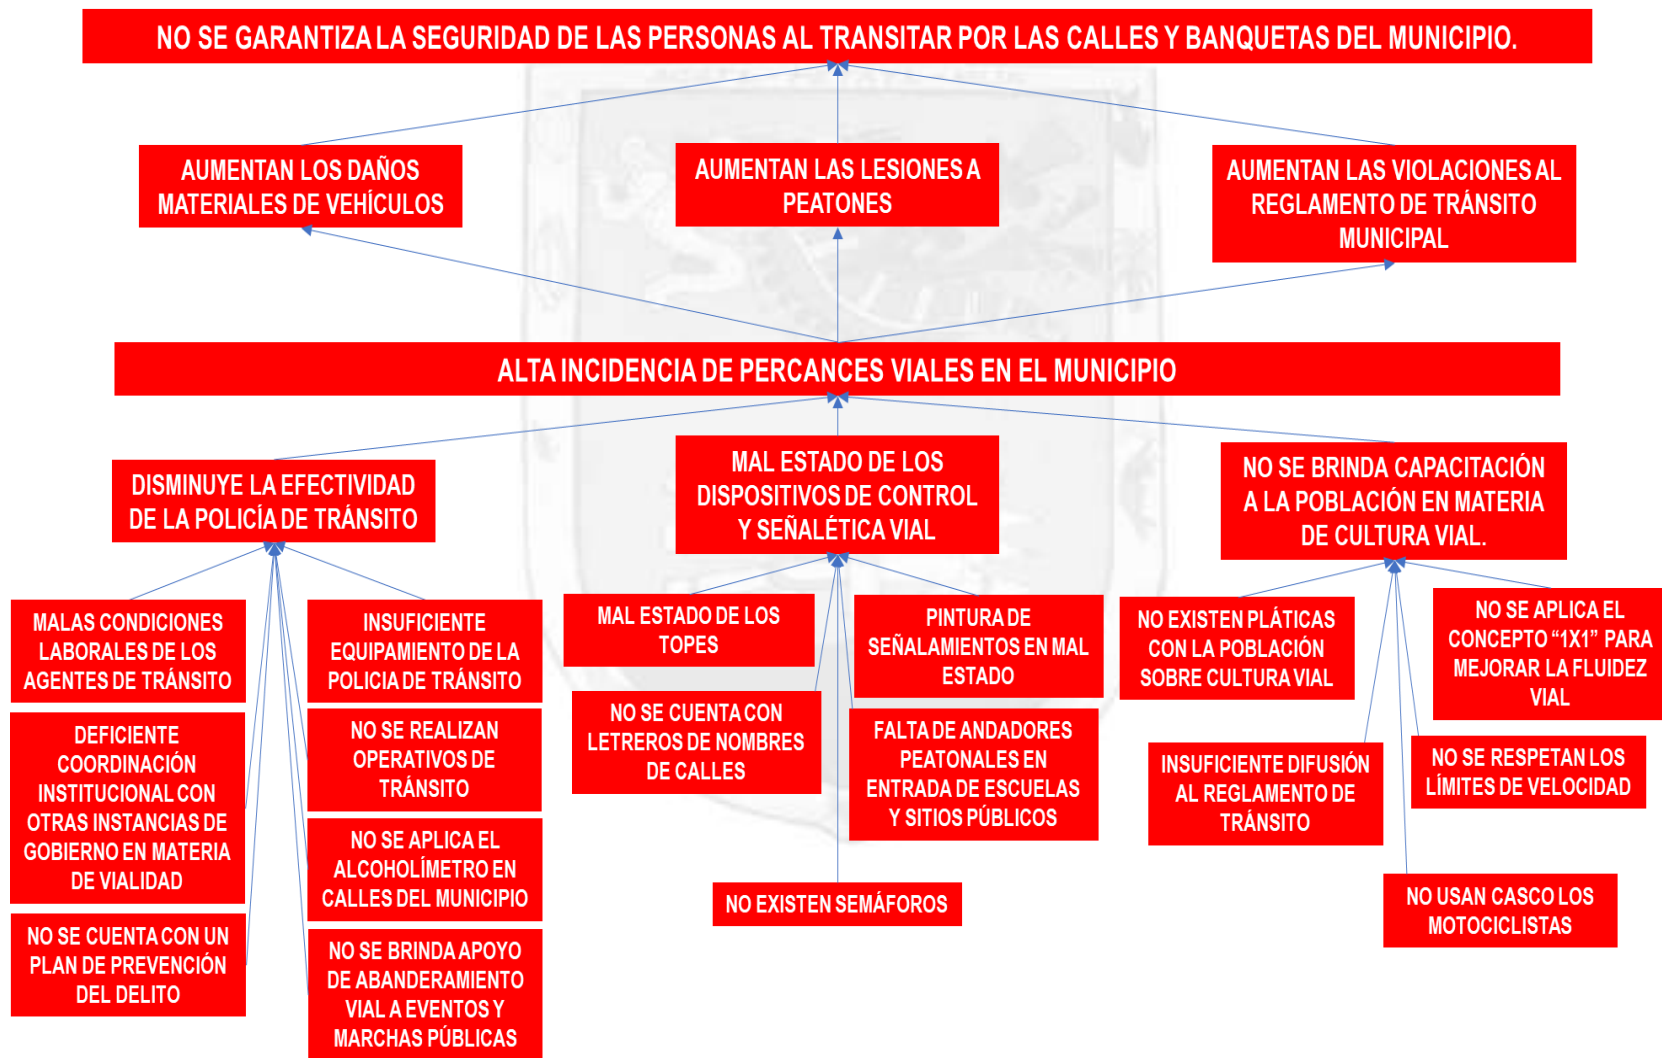 NO SE GARANTIZA LA SEGURIDAD DE LAS PERSONAS AL TRANSITAR POR LAS CALLES Y BANQUETAS DEL MUNICIPIO.
AUMENTAN LOS DAÑOS
MATERIALES DE VEHÍCULOS
AUMENTAN LAS LESIONES A
PEATONES
AUMENTAN LAS VIOLACIONES AL
REGLAMENTO DE TRÁNSITO
MUNICIPAL
ALTA INCIDENCIA DE PERCANCES VIALES EN EL MUNICIPIO
DISMINUYE LA EFECTIVIDAD
DE LA POLICÍA DE TRÁNSITO
MAL ESTADO DE LOS
DISPOSITIVOS DE CONTROL
Y SEÑALÉTICA VIAL
NO SE BRINDA CAPACITACIÓN
A LA POBLACIÓN EN MATERIA
DE CULTURA VIAL.
MALAS CONDICIONES
LABORALES DE LOS
AGENTES DE TRÁNSITO
INSUFICIENTE
EQUIPAMIENTO DE LA
POLICIA DE TRÁNSITO
DEFICIENTE
COORDINACIÓN
INSTITUCIONAL CON
OTRAS INSTANCIAS DE
GOBIERNO EN MATERIA
DE VIALIDAD
NO SE REALIZAN
OPERATIVOS DE
TRÁNSITO
NO SE APLICA EL
ALCOHOLÍMETRO EN
CALLES DEL MUNICIPIO
NO SE CUENTA CON UN
PLAN DE PREVENCIÓN
DEL DELITO
NO SE BRINDA APOYO
DE ABANDERAMIENTO
VIAL A EVENTOS Y
MARCHAS PÚBLICAS
MAL ESTADO DE LOS
TOPES
PINTURA DE
SEÑALAMIENTOS EN MAL
ESTADO
NO SE CUENTA CON
LETREROS DE NOMBRES
DE CALLES
FALTA DE ANDADORES
PEATONALES EN
ENTRADA DE ESCUELAS
Y SITIOS PÚBLICOS
NO EXISTEN SEMÁFOROS
NO EXISTEN PLÁTICAS
CON LA POBLACIÓN
SOBRE CULTURA VIAL
NO SE APLICA EL
CONCEPTO “1X1” PARA
MEJORAR LA FLUIDEZ
VIAL
INSUFICIENTE DIFUSIÓN
AL REGLAMENTO DE
TRÁNSITO
NO SE RESPETAN LOS
LÍMITES DE VELOCIDAD
NO USAN CASCO LOS
MOTOCICLISTAS